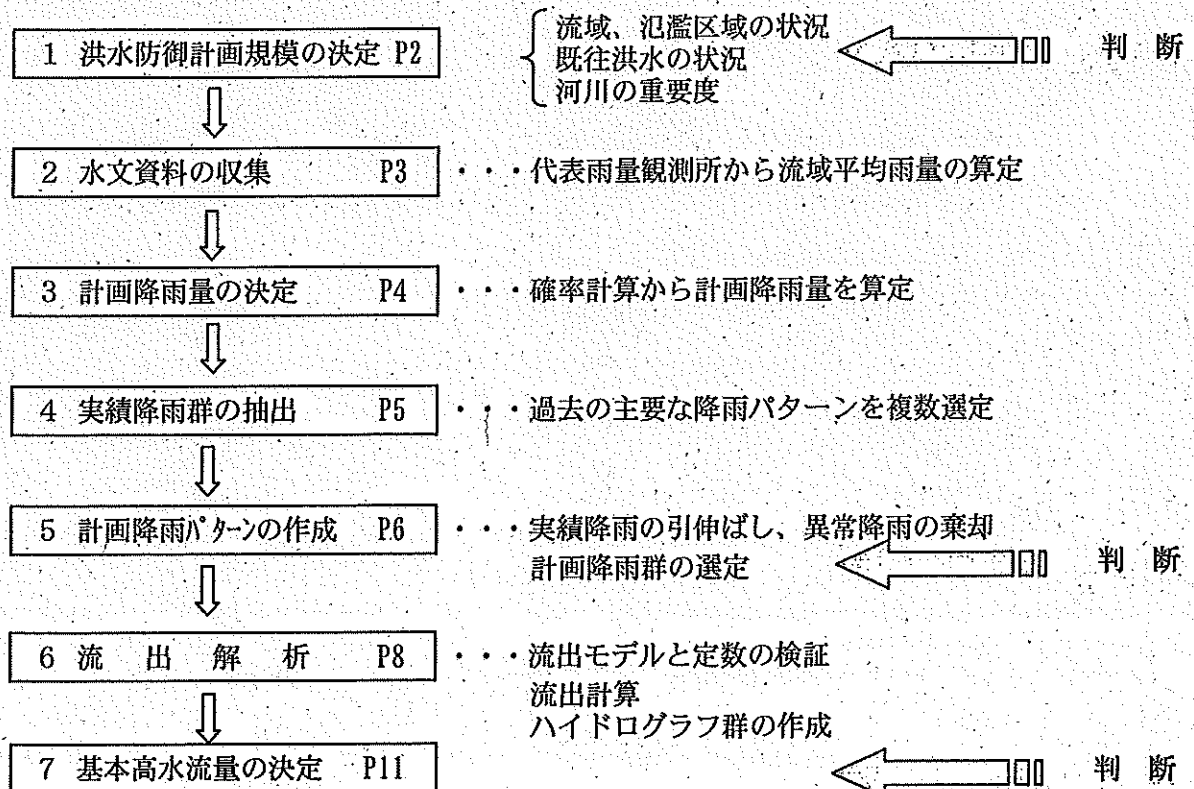 1 洪水防御計画規模の決定 P2
流域、氾濫区域の状況
既往洪水の状況
河川の重要度
判 断
2 水文資料の収集 P3
・・・代表雨量観測所から流域平均雨量の算定
3 計画降雨量の決定 P4
・・・確率計算から計画降雨量を算定
4 実績降雨群の抽出 P5
・・・過去の主要な降雨パターンを複数選定
5 計画降雨パターンの作成 P6
・・・実績降雨の引伸ばし、異常降雨の棄却
計画降雨群の選定
判 断
6 流 出 解 析 P8
・・・流出モデルと定数の検証
流出計算
ハイドログラフ群の作成
7 基本高水流量の決定 P11
判 断